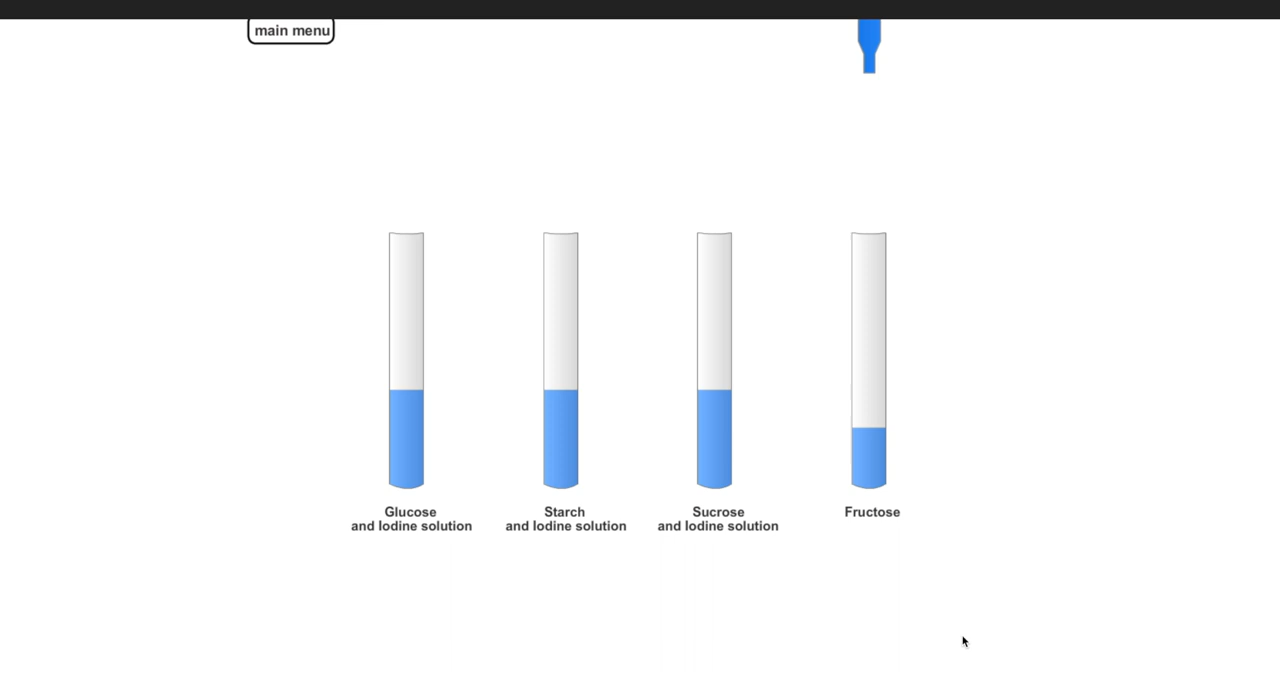 main menu
Glucose
and Iodine solution
Starch
and Iodine solution
Sucrose
and Iodine solution
Fructose